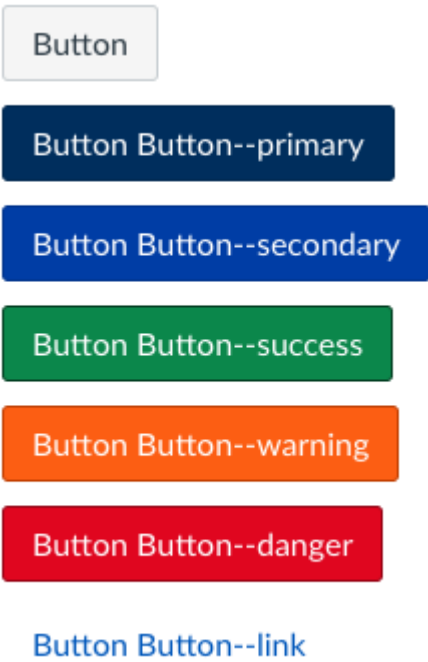 Button
Button Button--primary
Button Button--secondary
Button Button--success
Button Button--warning
Button Button--danger
Button Button--link